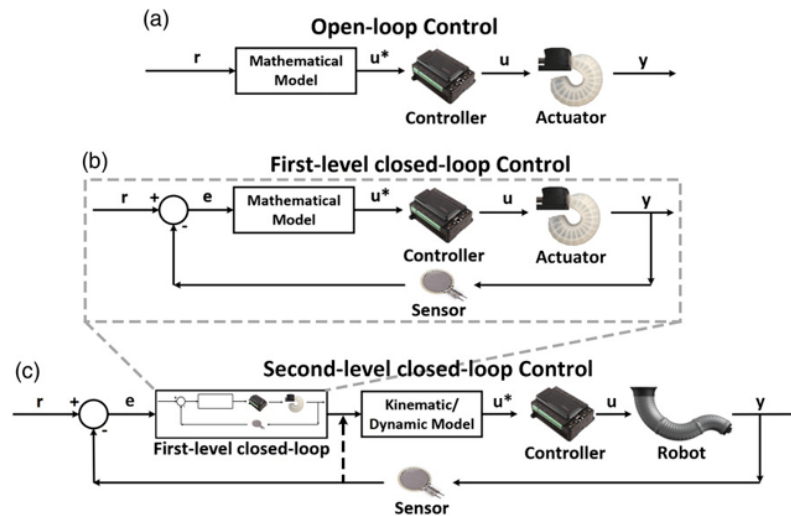 (a)
Open-loop Control
r
Mathematical
Model
u*
Controller
u
Actuator
y
(b)
First-level closed-loop Control
r
+
-
e
Mathematical
Model
u*
Controller
u
Actuator
y
Sensor
(c)
Second-level closed-loop Control
r
+
-
e
First-level closed-loop
Kinematic/
Dynamic Model
u*
Controller
u
Robot
y
Sensor